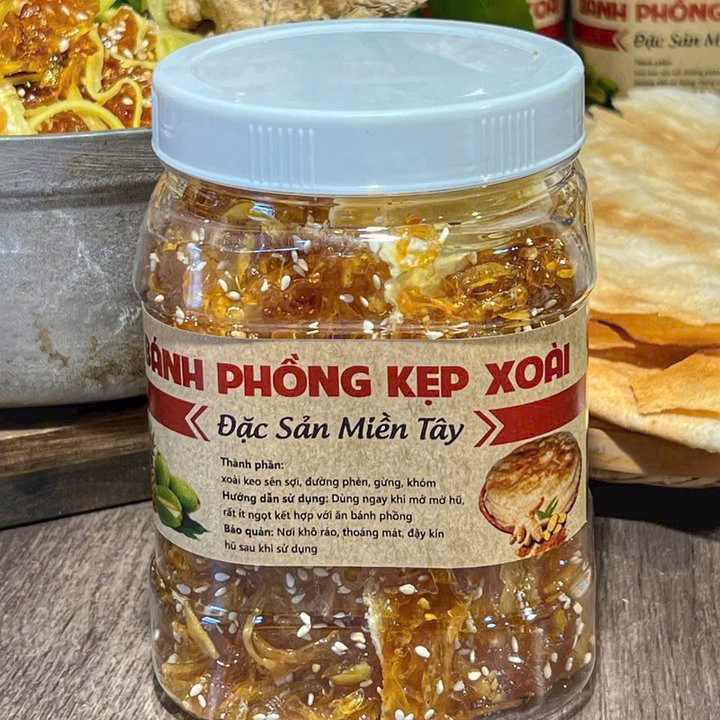 BÁNH PHỒNG KẸP XOÀI
Đặc Sản Miền Tây
Thành phần:
xoài keo sên sợi, đường phèn, gừng, khóm
Hướng dẫn sử dụng: Dùng ngay khi mở mở hũ,
rất ít ngọt kết hợp với ăn bánh phồng
Bảo quản: Nơi khô ráo, thoáng mát, đậy kín
hũ sau khi sử dụng
XOÀI
BÁNH PHỒNG
Đặc Sản M